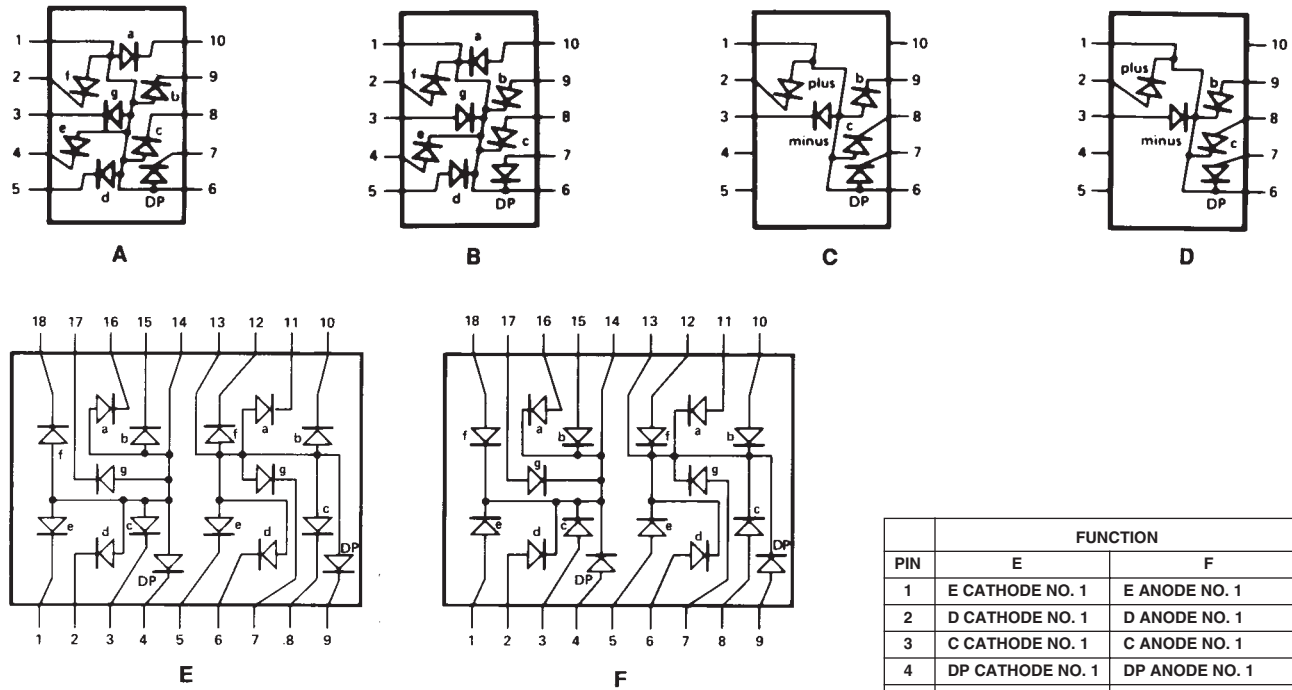 a
1 10
2 f 9
g b
3 8
e c
4 7
5 6
d DP
A
a
1 10
2 f b 9
g
3 8
e c
4 7
5 6
d DP
B
1 10
2 plus b 9
3 8
minus c
4 7
5 6
DP
C
1 10
2 plus b 9
3 8
minus c
4 7
5 6
DP
D
18 17 16 15 14 13 12 11 10
a a
f b f b
g g
e d c e d c
DP DP
1 2 3 4 5 6 7 .8 9
E
18 17 16 15 14 13 12 11 10
a a
f b f b
g g
e d c e d c
DP DP
1 2 3 4 5 6 7 8 9
F
FUNCTION
PIN E F
1 E CATHODE NO. 1 E ANODE NO. 1
2 D CATHODE NO. 1 D ANODE NO. 1
3 C CATHODE NO. 1 C ANODE NO. 1
4 DP CATHODE NO. 1 DP ANODE NO. 1